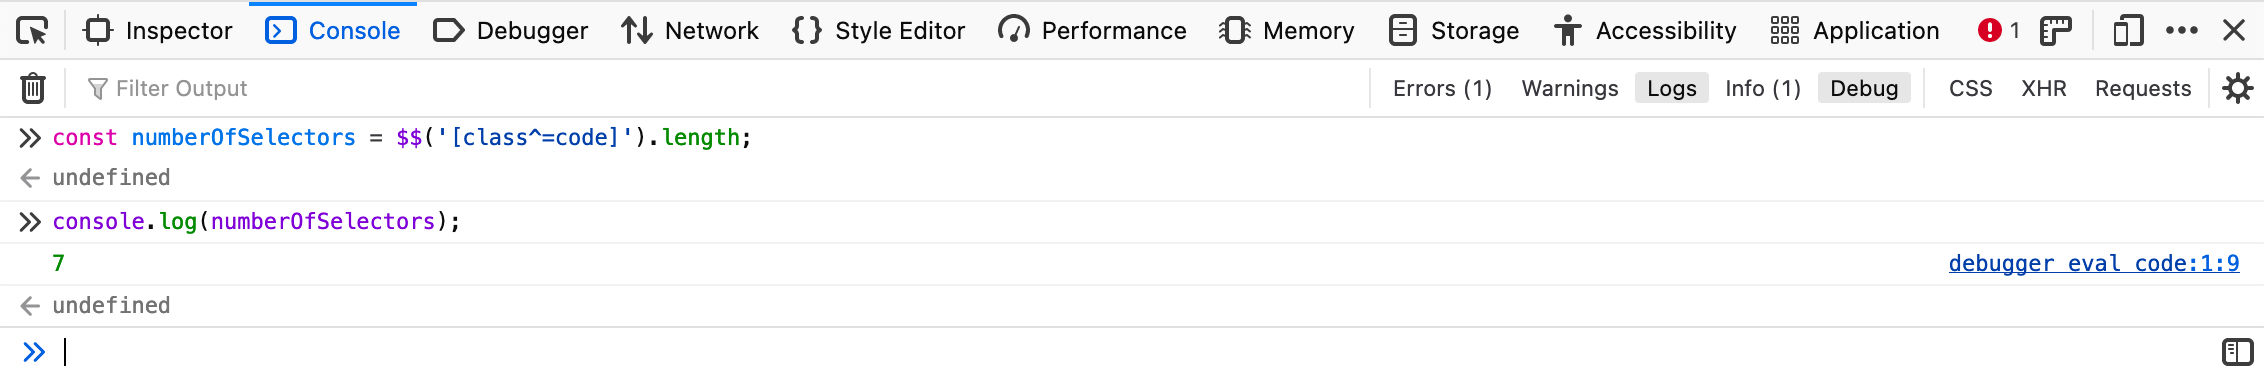 Inspector Console Debugger Network Style Editor Performance Memory Storage Accessibility Application 1
Filter Output Errors (1) Warnings Logs Info (1) Debug CSS XHR Requests
const numberOfSelectors = $$('[class^=code]').length;
undefined
console.log(numberOfSelectors);
7 debugger eval code:1:9
undefined